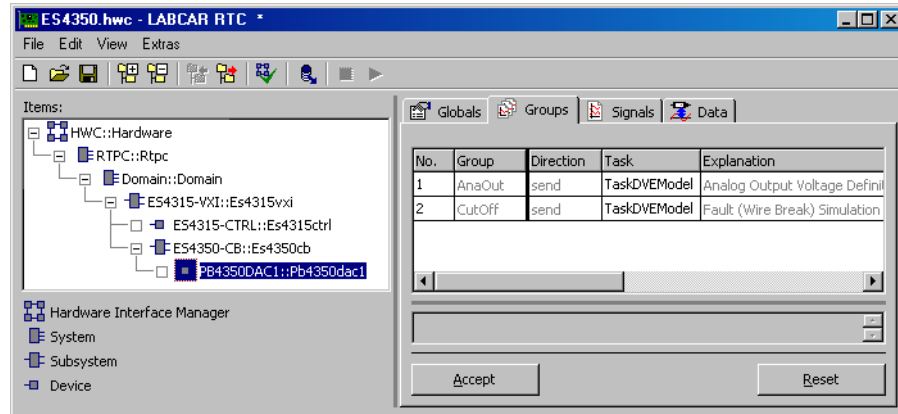 ES4350.hwc - LABCAR RTC *
File Edit View Extras
Items:
HWC::Hardware
RTPC::Rtpc
Domain::Domain
ES4315-VXI::Es4315vxi
ES4315-CTRL::Es4315ctrl
ES4350-CB::Es4350cb
PB4350DAC1::Pb4350dac1
Hardware Interface Manager
System
Subsystem
Device
Globals Groups Signals Data
No. Group Direction Task Explanation
1 AnaOut send TaskDVEModel Analog Output Voltage
2 CutOff send TaskDVEModel Fault (Wire Break) Simulation
Accept Reset